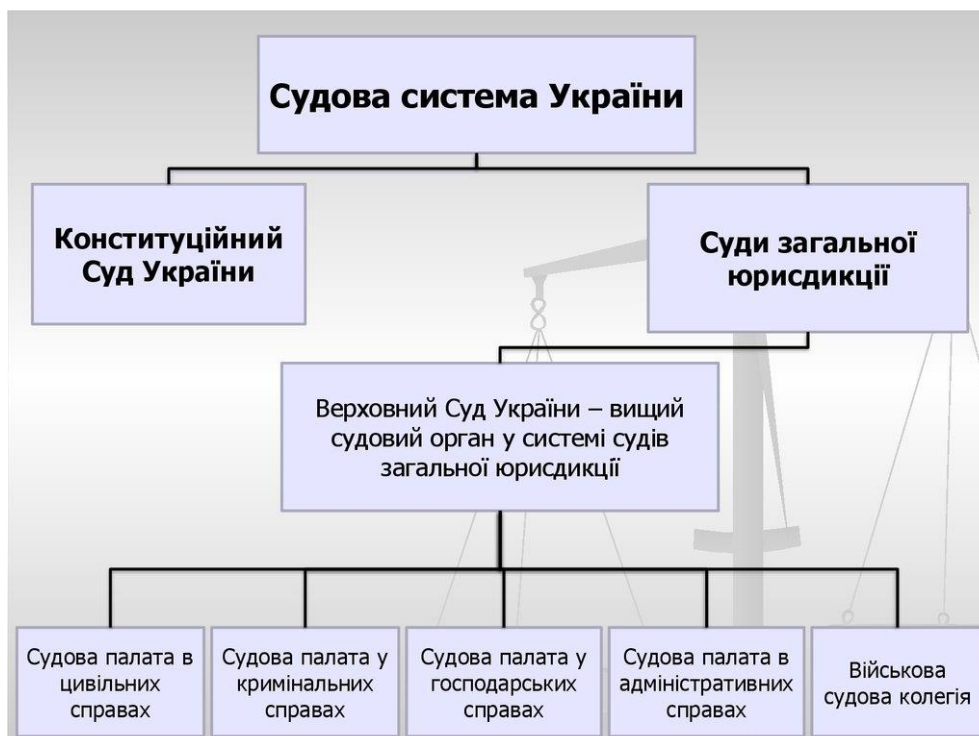 Судова система України
Конституційний
Суд України
Суди загальної
юрисдикції
Верховний Суд України – вищий
судовий орган у системі судів
загальної юрисдикції
Судова палата в
цивільних
справах
Судова палата у
кримінальних
справах
Судова палата у
господарських
справах
Судова палата в
адміністративних
справах
Військова
судова колегія